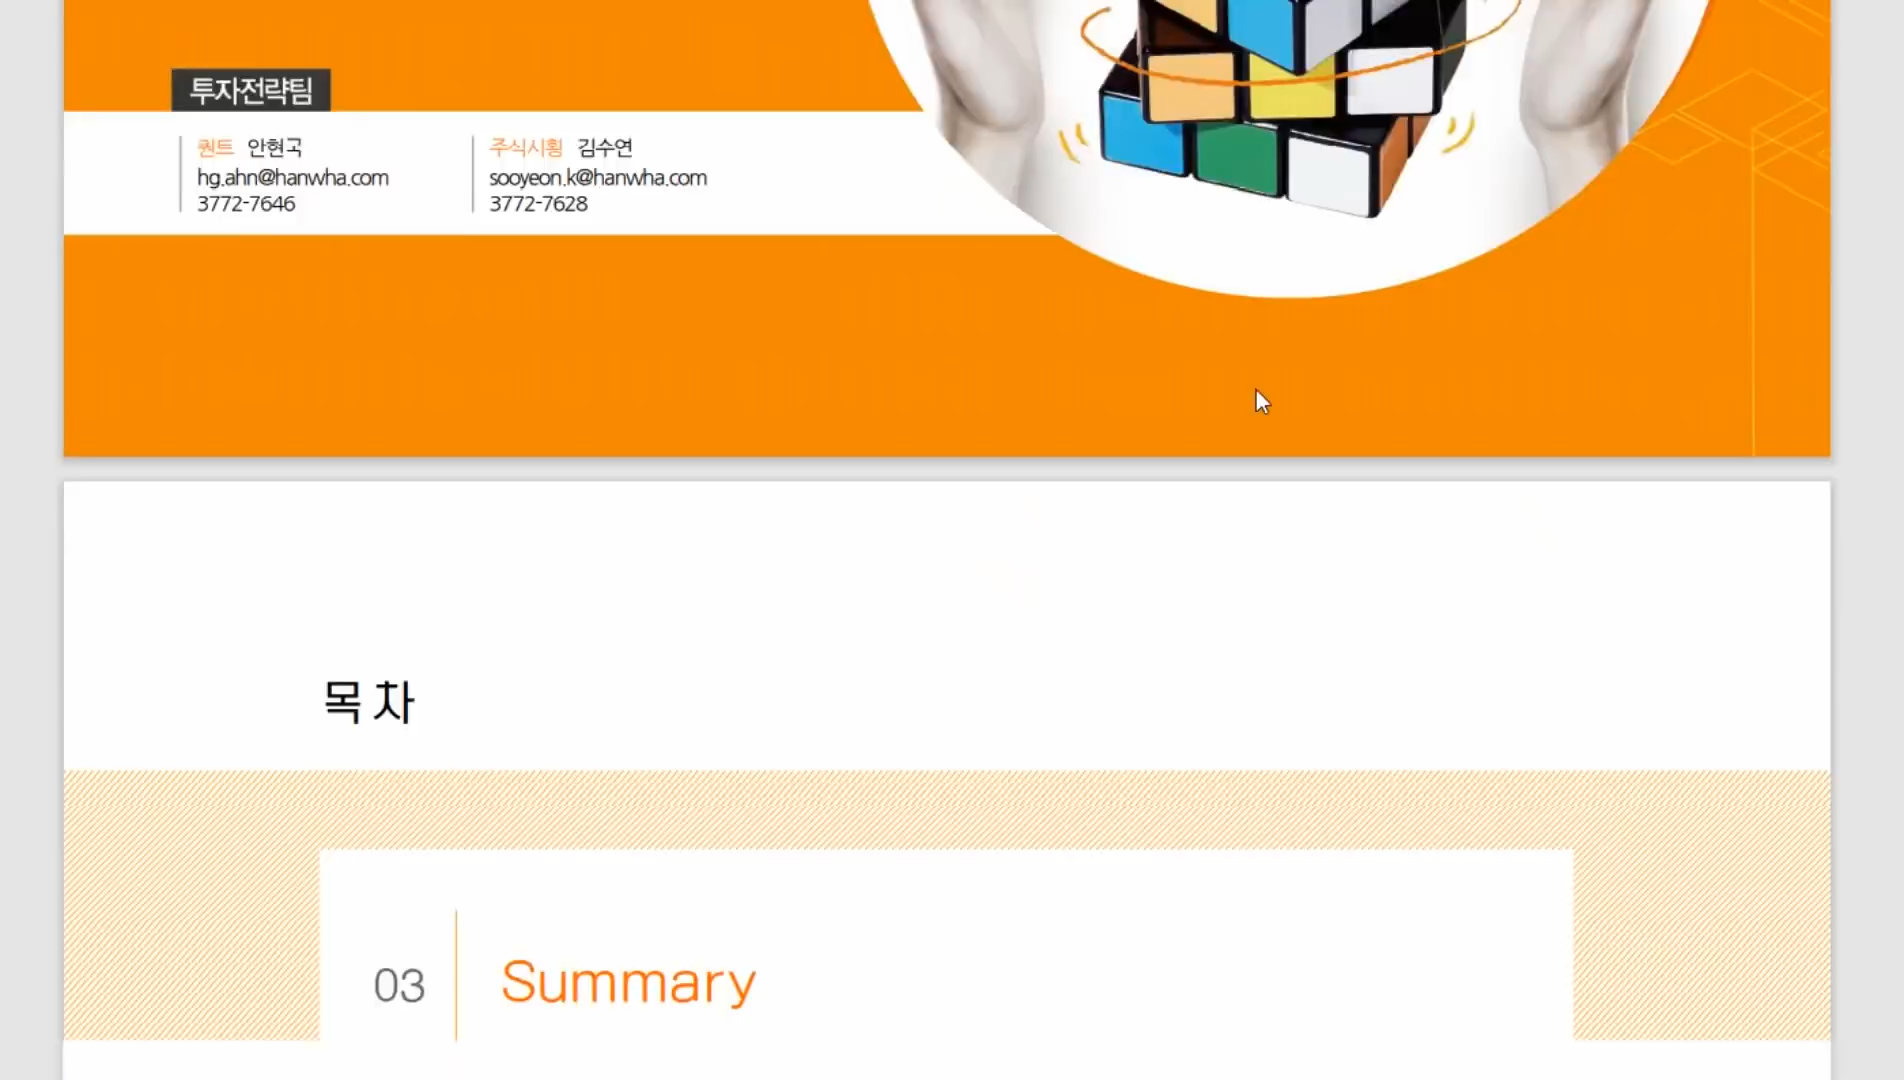 투자전략팀
퀀트 안현국
hg.ahn@hanwha.com
3772-7646
주식시황 김수연
sooyeon.k@hanwha.com
3772-7628
목 차
03 Summary